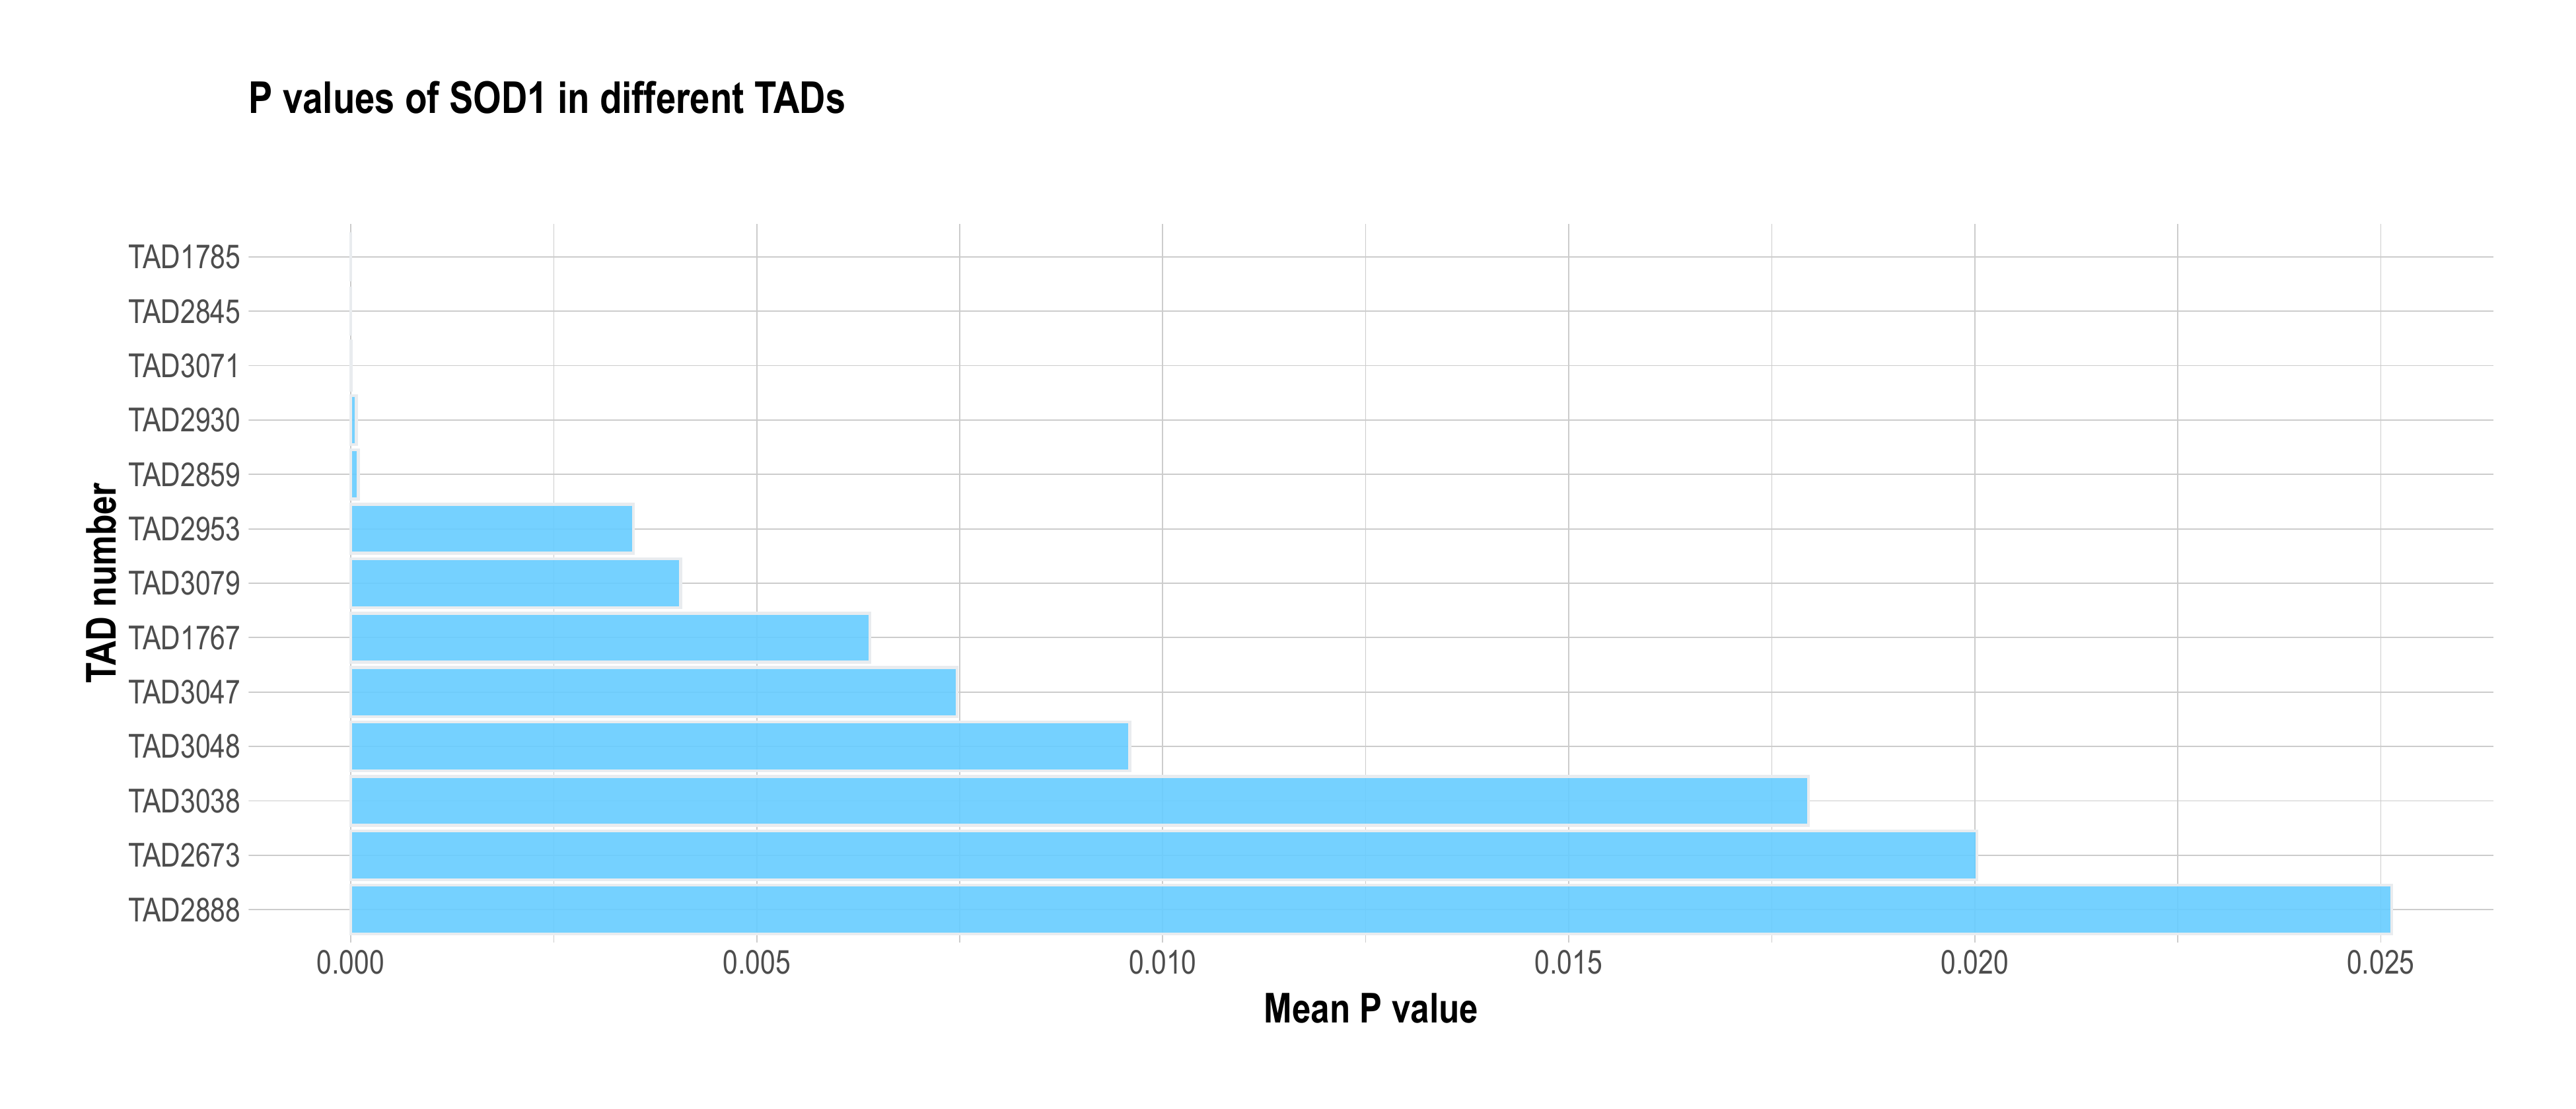 P values of SOD1 in different TADs
TAD number
TAD1785
TAD2845
TAD3071
TAD2930
TAD2859
TAD2953
TAD3079
TAD1767
TAD3047
TAD3048
TAD3038
TAD2673
TAD2888
0.000 0.005 0.010 0.015 0.020 0.025
Mean P value